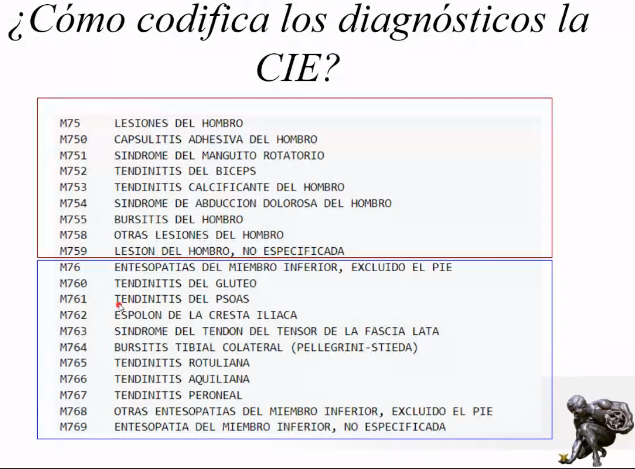 ¿Cómo codifica los diagnósticos la
CIE?
M75 LESIONES DEL HOMBRO
M750 CAPSULITIS ADHESIVA DEL HOMBRO
M751 SINDROME DEL MANGUITO ROTATORIO
M752 TENDINITIS DEL BICEPS
M753 TENDINITIS CALCIFICANTE DEL HOMBRO
M754 SINDROME DE ABDUCCION DOLOROSA DEL HOMBRO
M755 BURSITIS DEL HOMBRO
M758 OTRAS LESIONES DEL HOMBRO
M759 LESION DEL HOMBRO, NO ESPECIFICADA
M76 ENTESOPATIAS DEL MIEMBRO INFERIOR, EXCLUIDO EL PIE
M760 TENDINITIS DEL GLUTEO
M761 TENDINITIS DEL PSOAS
M762 ESPOLON DE LA CRESTA ILIACA
M763 SINDROME DEL TENDON DEL TENSOR DE LA FASCIA LATA
M764 BURSITIS TIBIAL COLATERAL (PELLEGRINI-STIEDA)
M765 TENDINITIS ROTULIANA
M766 TENDINITIS AQUILIANA
M767 TENDINITIS PERONEAL
M768 OTRAS ENTESOPATIAS DEL MIEMBRO INFERIOR, EXCLUIDO EL PIE
M769 ENTESOPATIA DEL MIEMBRO INFERIOR, NO ESPECIFICADA